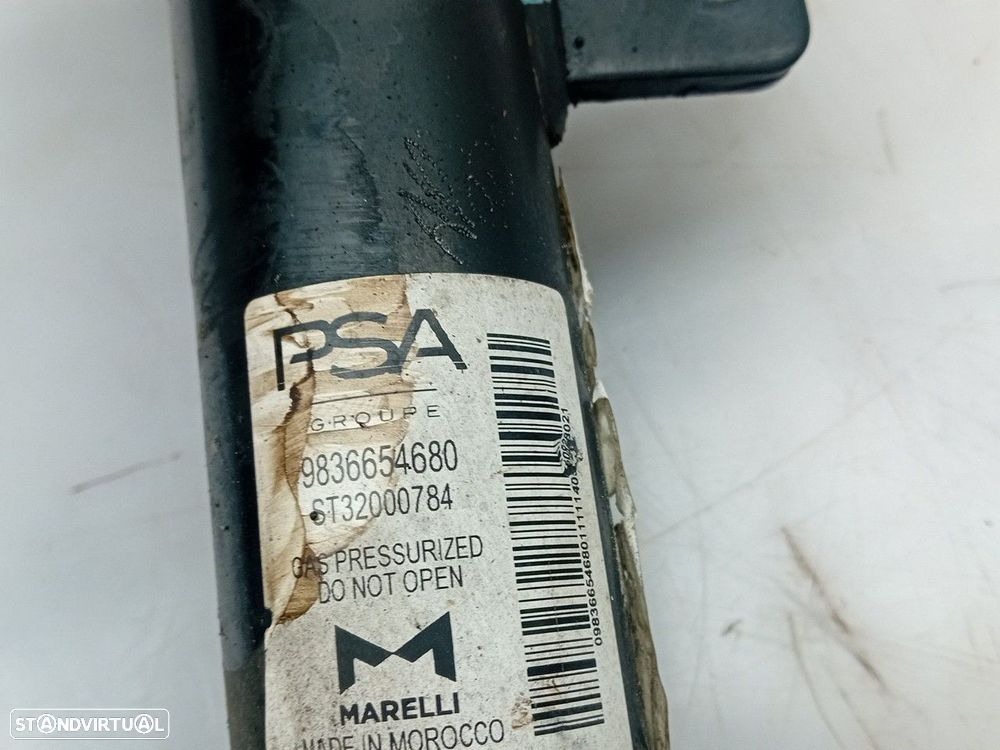 PSA
GROUPE
9836654680
ST32000784
GAS PRESSURIZED
DO NOT OPEN
MARELLI
MADE IN MOROCCO
STANDVIRTUAL